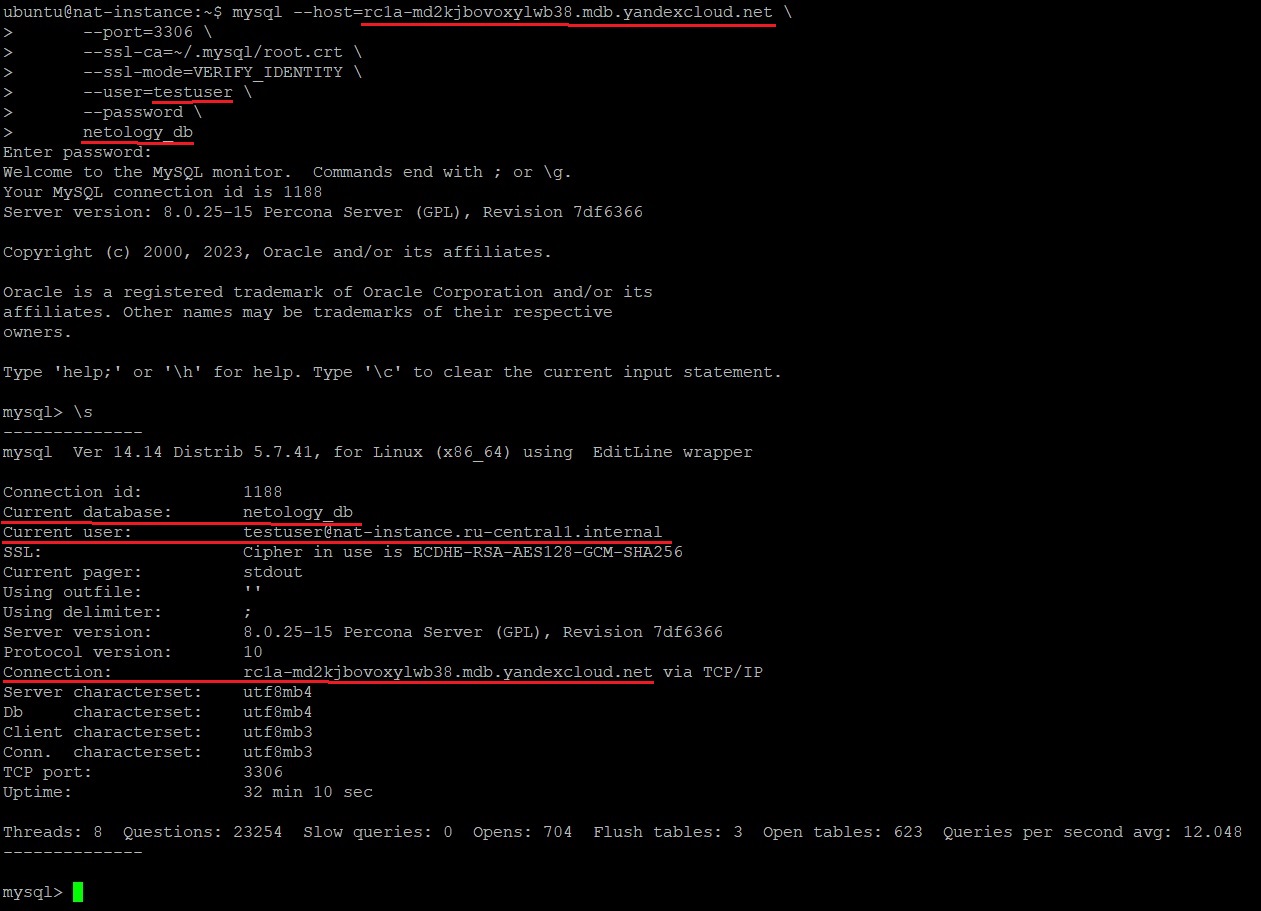 ubuntu@nat-instance:~$ mysql --host=rc1a-md2kjbovoxylwb38.mdb.yandexcloud.net \
>       --port=3306 \
>       --ssl-ca=~/.mysql/root.crt \
>       --ssl-mode=VERIFY_IDENTITY \
>       --user=testuser \
>       --password \
>       netology_db
Enter password:
Welcome to the MySQL monitor.  Commands end with ; or \g.
Your MySQL connection id is 1188
Server version: 8.0.25-15 Percona Server (GPL), Revision 7df6366

Copyright (c) 2000, 2023, Oracle and/or its affiliates.

Oracle is a registered trademark of Oracle Corporation and/or its
affiliates. Other names may be trademarks of their respective
owners.

Type 'help;' or '\h' for help. Type '\c' to clear the current input statement.

mysql> \s
--------------
mysql  Ver 14.14 Distrib 5.7.41, for Linux (x86_64) using  EditLine wrapper

Connection id:          1188
Current database:       netology_db
Current user:           testuser@nat-instance.ru-central1.internal
SSL:                    Cipher in use is ECDHE-RSA-AES128-GCM-SHA256
Current pager:          stdout
Using outfile:          ''
Using delimiter:        ;
Server version:         8.0.25-15 Percona Server (GPL), Revision 7df6366
Protocol version:       10
Connection:             rc1a-md2kjbovoxylwb38.mdb.yandexcloud.net via TCP/IP
Server characterset:    utf8mb4
Db     characterset:    utf8mb4
Client characterset:    utf8mb3
Conn.  characterset:    utf8mb3
TCP port:               3306
Uptime:                 32 min 10 sec

Threads: 8  Questions: 23254  Slow queries: 0  Opens: 704  Flush tables: 3  Open tables: 623  Queries per second avg: 12.048
--------------

mysql>